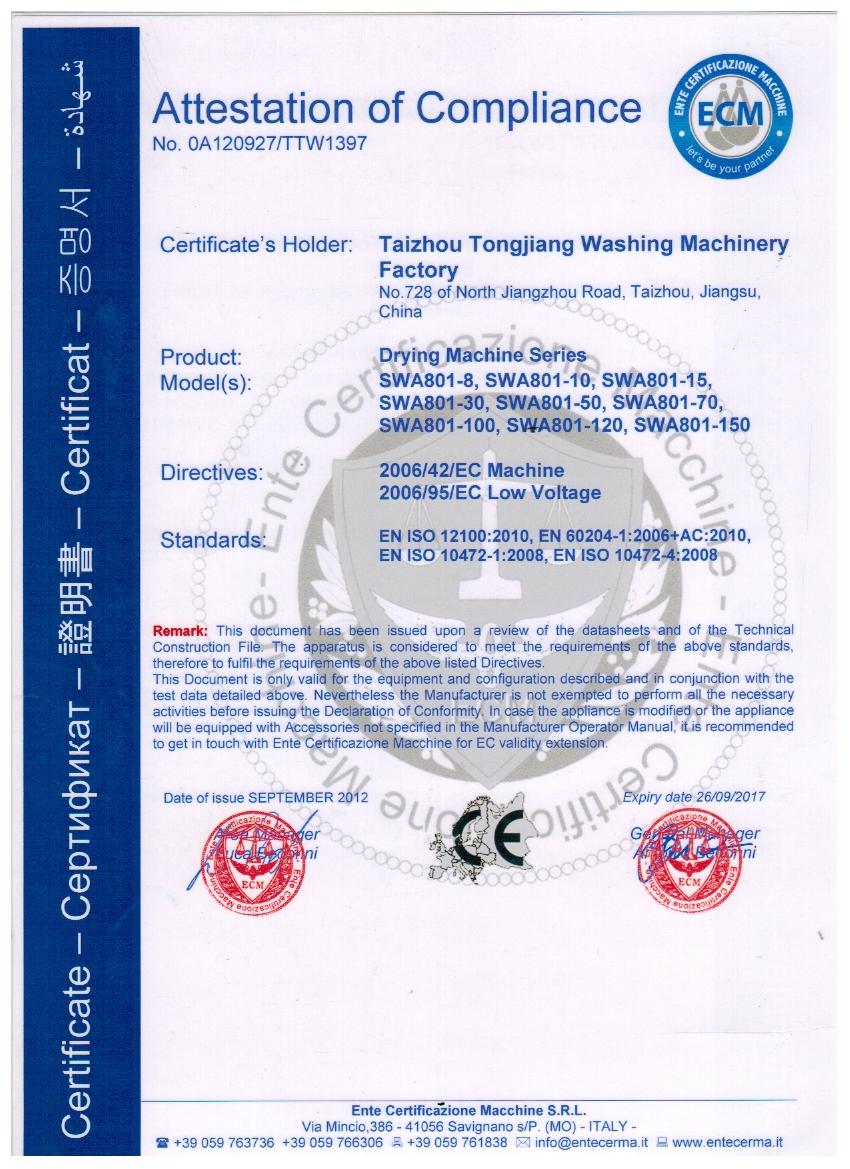 Attestation of Compliance
No. 0A120927/TTW1397
ENTE CERTIFICAZIONE MACCHINE
ECM
let's be your partner
Certificate's Holder: Taizhou Tongjiang Washing Machinery
Factory
No.728 of North Jiangzhou Road, Taizhou, Jiangsu,
China
Product: Drying Machine Series
Model(s): SWA801-8, SWA801-10, SWA801-15,
SWA801-30, SWA801-50, SWA801-70,
SWA801-100, SWA801-120, SWA801-150
Directives: 2006/42/EC Machine
2006/95/EC Low Voltage
Standards: EN ISO 12100:2010, EN 60204-1:2006+AC:2010,
EN ISO 10472-1:2008, EN ISO 10472-4:2008
Remark: This document has been issued upon a review of the datasheets and of the Technical
Construction File. The apparatus is considered to meet the requirements of the above standards,
therefore to fulfil the requirements of the above listed Directives.
This Document is only valid for the equipment and configuration described and in conjunction with the
test data detailed above. Nevertheless the Manufacturer is not exempted to perform all the necessary
activities before issuing the Declaration of Conformity. In case the appliance is modified or the appliance
will be equipped with Accessories not specified in the Manufacturer Operator Manual, it is recommended
to get in touch with Ente Certificazione Macchine for EC validity extension.
Date of issue SEPTEMBER 2012 Expiry date 26/09/2017
Manager
General Manager
Ente Certificazione Macchine
ECM
CE
Ente Certificazione Macchine
ECM
Ente Certificazione Macchine - Ente Certificazione Macchine
Certificate – Сертификат – 證明書 – Certificat – 증명서 – شهادة
Ente Certificazione Macchine S.R.L.
Via Mincio,386 - 41056 Savignano s/P. (MO) - ITALY -
☎ +39 059 763736 +39 059 766306 +39 059 761838 ✉ info@entecerma.it www.entecerma.it